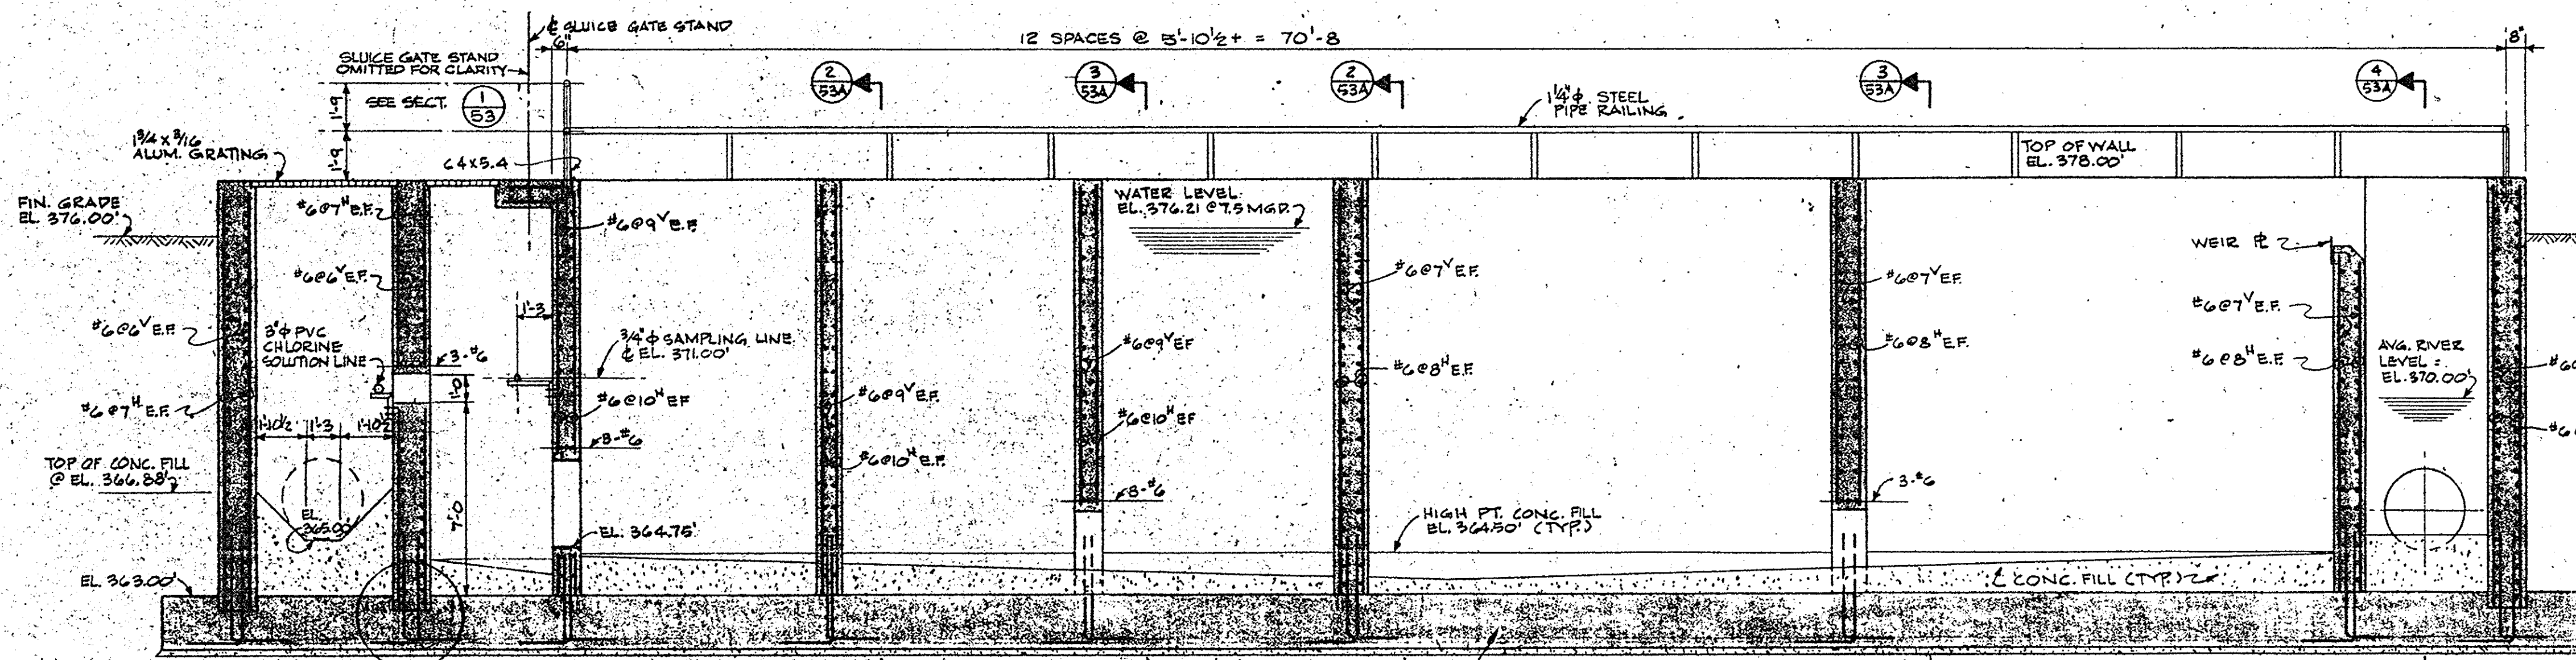 ℄ SLUICE GATE STAND
6"
12 SPACES @ 5'-10½+ = 70'-8
8"
SLUICE GATE STAND
OMITTED FOR CLARITY
SEE SECT. 1
53
1'-9
1'-9
2
53A
3
53A
2
53A
3
53A
4
53A
1¼"φ STEEL
PIPE RAILING
1¾ x 3/16
ALUM. GRATING
C4x5.4
TOP OF WALL
EL. 378.00'
FIN. GRADE
EL. 376.00'
#6@7ᴴ E.F.
#6@9ⱽ E.F.
WATER LEVEL
EL. 376.21 @ 7.5 MGD.
WEIR ℄
#6@6ⱽ E.F.
#6@7ⱽ E.F.
#6@7ⱽ E.F.
#6@7ⱽ E.F.
#6@6ⱽ E.F.
3"φ PVC
CHLORINE
SOLUTION LINE
3-#6
1'-3
¾"φ SAMPLING LINE
℄ EL. 371.00'
#6@9ⱽ EF
#6@8ᴴ E.F.
#6@8ᴴ E.F.
#6@8ᴴ E.F.
AVG. RIVER
LEVEL =
EL. 370.00'
#6@7ᴴ E.F.
1'-0
#6@10ᴴ EF
#6@9ⱽ E.F.
#6@10ᴴ EF
1'-10½
1'-3
1'-10½
3-#6
#6@10ᴴ E.F.
TOP OF CONC. FILL
@ EL. 366.88'
3-#6
3-#6
EL.
365.00'
7'-0
EL. 364.75'
HIGH PT. CONC. FILL
EL. 364.50' (TYP.)
EL. 363.00'
℄ CONC. FILL (TYP.)